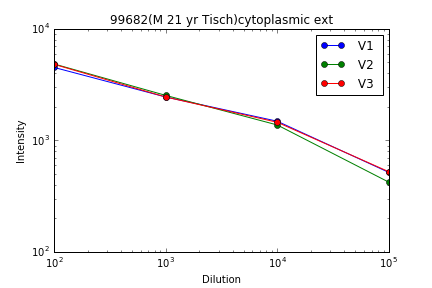 99682(M 21 yr Tisch)cytoplasmic ext
V1
V2
V3
Intensity
10^4
10^3
10^2
10^2 10^3 10^4 10^5
Dilution